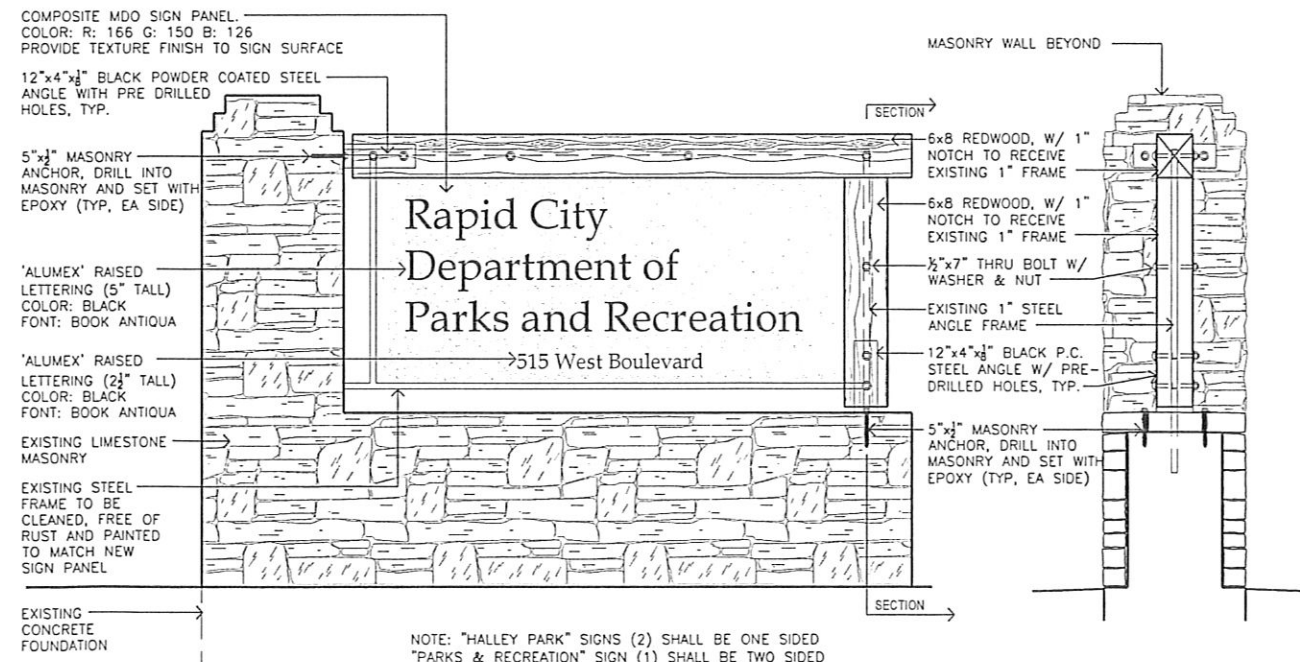 COMPOSITE MDO SIGN PANEL.
COLOR: R: 166 G: 150 B: 126
PROVIDE TEXTURE FINISH TO SIGN SURFACE
12"x4"x⅛" BLACK POWDER COATED STEEL
ANGLE WITH PRE DRILLED
HOLES, TYP.
5"x½" MASONRY
ANCHOR, DRILL INTO
MASONRY AND SET WITH
EPOXY (TYP, EA SIDE)
'ALUMEX' RAISED
LETTERING (5" TALL)
COLOR: BLACK
FONT: BOOK ANTIQUA
'ALUMEX' RAISED
LETTERING (2½" TALL)
COLOR: BLACK
FONT: BOOK ANTIQUA
EXISTING LIMESTONE
MASONRY
EXISTING STEEL
FRAME TO BE
CLEANED, FREE OF
RUST AND PAINTED
TO MATCH NEW
SIGN PANEL
EXISTING
CONCRETE
FOUNDATION
Rapid City
Department of
Parks and Recreation
515 West Boulevard
NOTE: "HALLEY PARK" SIGNS (2) SHALL BE ONE SIDED
"PARKS & RECREATION" SIGN (1) SHALL BE TWO SIDED
SECTION
SECTION
MASONRY WALL BEYOND
6x8 REDWOOD, W/ 1"
NOTCH TO RECEIVE
EXISTING 1" FRAME
6x8 REDWOOD, W/ 1"
NOTCH TO RECEIVE
EXISTING 1" FRAME
½"x7" THRU BOLT W/
WASHER & NUT
EXISTING 1" STEEL
ANGLE FRAME
12"x4"x⅛" BLACK P.C.
STEEL ANGLE W/ PRE-
DRILLED HOLES, TYP.
5"x½" MASONRY
ANCHOR, DRILL INTO
MASONRY AND SET WITH
EPOXY (TYP, EA SIDE)